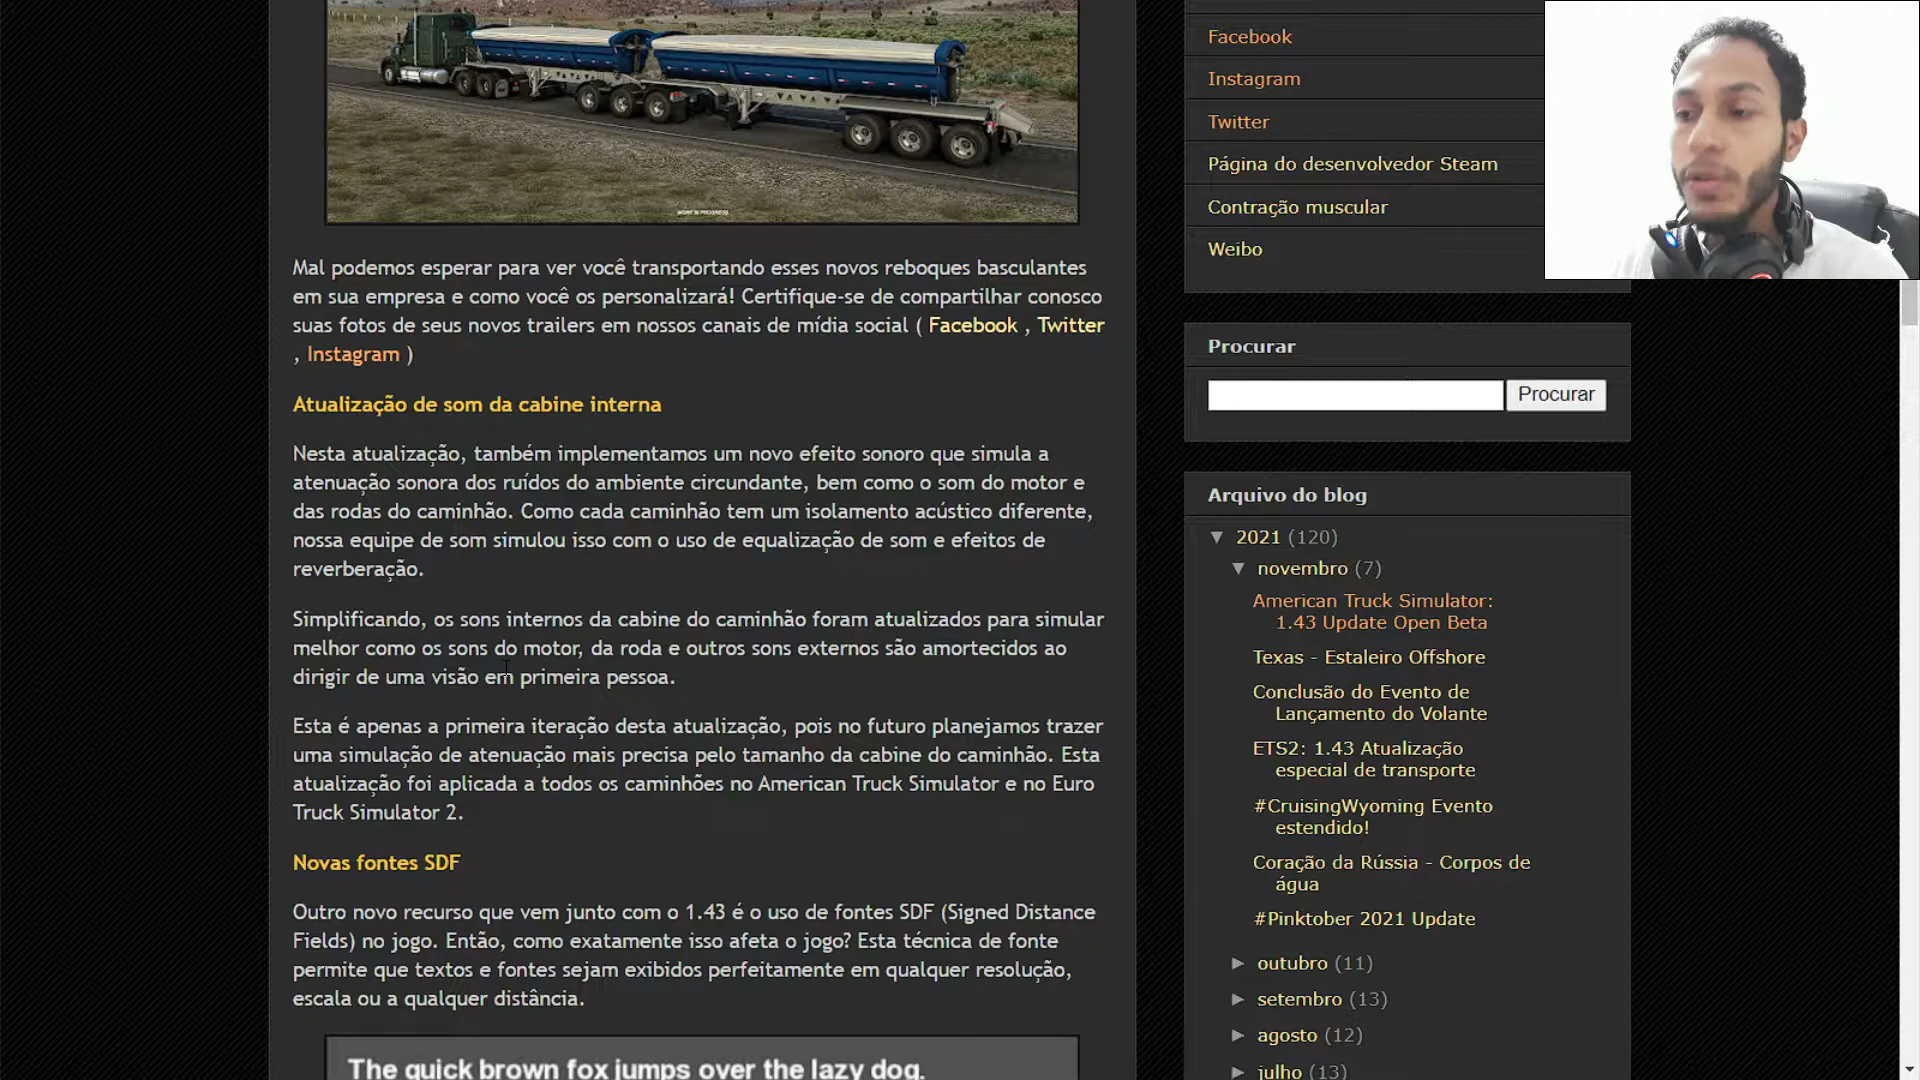 WORK IN PROGRESS
Mal podemos esperar para ver você transportando esses novos reboques basculantes
em sua empresa e como você os personalizará! Certifique-se de compartilhar conosco
suas fotos de seus novos trailers em nossos canais de mídia social ( Facebook , Twitter
, Instagram )
Atualização de som da cabine interna
Nesta atualização, também implementamos um novo efeito sonoro que simula a
atenuação sonora dos ruídos do ambiente circundante, bem como o som do motor e
das rodas do caminhão. Como cada caminhão tem um isolamento acústico diferente,
nossa equipe de som simulou isso com o uso de equalização de som e efeitos de
reverberação.
Simplificando, os sons internos da cabine do caminhão foram atualizados para simular
melhor como os sons do motor, da roda e outros sons externos são amortecidos ao
dirigir de uma visão em primeira pessoa.
Esta é apenas a primeira iteração desta atualização, pois no futuro planejamos trazer
uma simulação de atenuação mais precisa pelo tamanho da cabine do caminhão. Esta
atualização foi aplicada a todos os caminhões no American Truck Simulator e no Euro
Truck Simulator 2.
Novas fontes SDF
Outro novo recurso que vem junto com o 1.43 é o uso de fontes SDF (Signed Distance
Fields) no jogo. Então, como exatamente isso afeta o jogo? Esta técnica de fonte
permite que textos e fontes sejam exibidos perfeitamente em qualquer resolução,
escala ou a qualquer distância.
The quick brown fox jumps over the lazy dog.
Facebook
Instagram
Twitter
Página do desenvolvedor Steam
Contração muscular
Weibo
Procurar
Procurar
Arquivo do blog
▼ 2021 (120)
▼ novembro (7)
American Truck Simulator:
1.43 Update Open Beta
Texas - Estaleiro Offshore
Conclusão do Evento de
Lançamento do Volante
ETS2: 1.43 Atualização
especial de transporte
#CruisingWyoming Evento
estendido!
Coração da Rússia - Corpos de
água
#Pinktober 2021 Update
► outubro (11)
► setembro (13)
► agosto (12)
► julho (13)